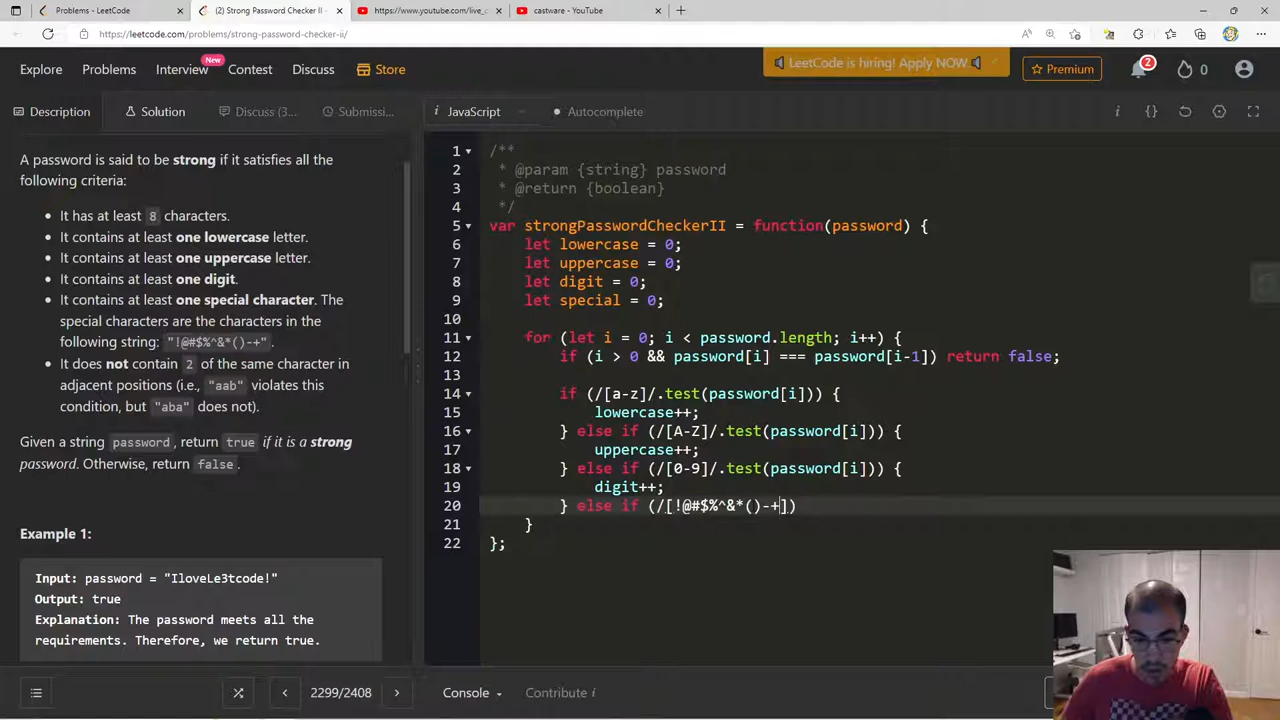 Problems - LeetCode
(2) Strong Password Checker II -
https://www.youtube.com/live_c
castware - YouTube
https://leetcode.com/problems/strong-password-checker-ii/
Explore
Problems
Interview
New
Contest
Discuss
Store
LeetCode is hiring! Apply NOW
Premium
2
0
Description
Solution
Discuss (3...
Submissi...
i JavaScript
Autocomplete
i {}
A password is said to be strong if it satisfies all the
following criteria:
It has at least 8 characters.
It contains at least one lowercase letter.
It contains at least one uppercase letter.
It contains at least one digit.
It contains at least one special character. The
special characters are the characters in the
following string: "!@#$%^&*()-+".
It does not contain 2 of the same character in
adjacent positions (i.e., "aab" violates this
condition, but "aba" does not).
Given a string password, return true if it is a strong
password. Otherwise, return false.
Example 1:
Input: password = "IloveLe3tcode!"
Output: true
Explanation: The password meets all the
requirements. Therefore, we return true.
1 /**
2 * @param {string} password
3 * @return {boolean}
4 */
5 var strongPasswordCheckerII = function(password) {
6 let lowercase = 0;
7 let uppercase = 0;
8 let digit = 0;
9 let special = 0;
10
11 for (let i = 0; i < password.length; i++) {
12 if (i > 0 && password[i] === password[i-1]) return false;
13
14 if (/[a-z]/.test(password[i])) {
15 lowercase++;
16 } else if (/[A-Z]/.test(password[i])) {
17 uppercase++;
18 } else if (/[0-9]/.test(password[i])) {
19 digit++;
20 } else if (/[!@#$%^&*()-+])
21 }
22 };
2299/2408
Console
Contribute i